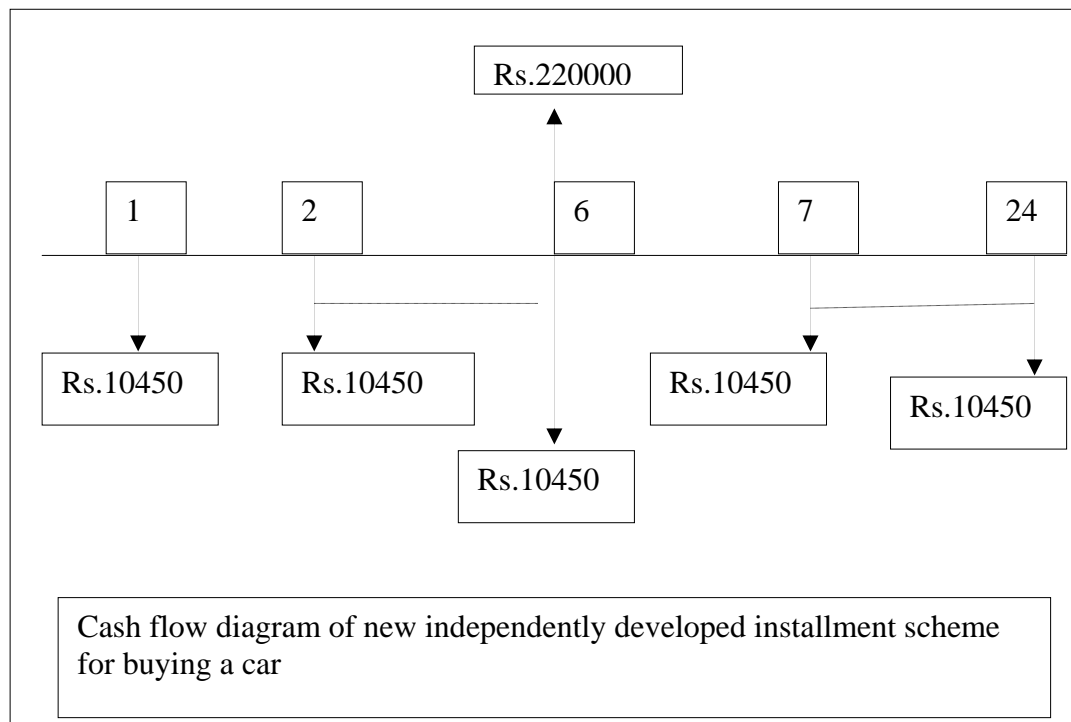 Rs.220000
1
2
6
7
24
Rs.10450
Rs.10450
Rs.10450
Rs.10450
Rs.10450
Cash flow diagram of new independently developed installment scheme
for buying a car